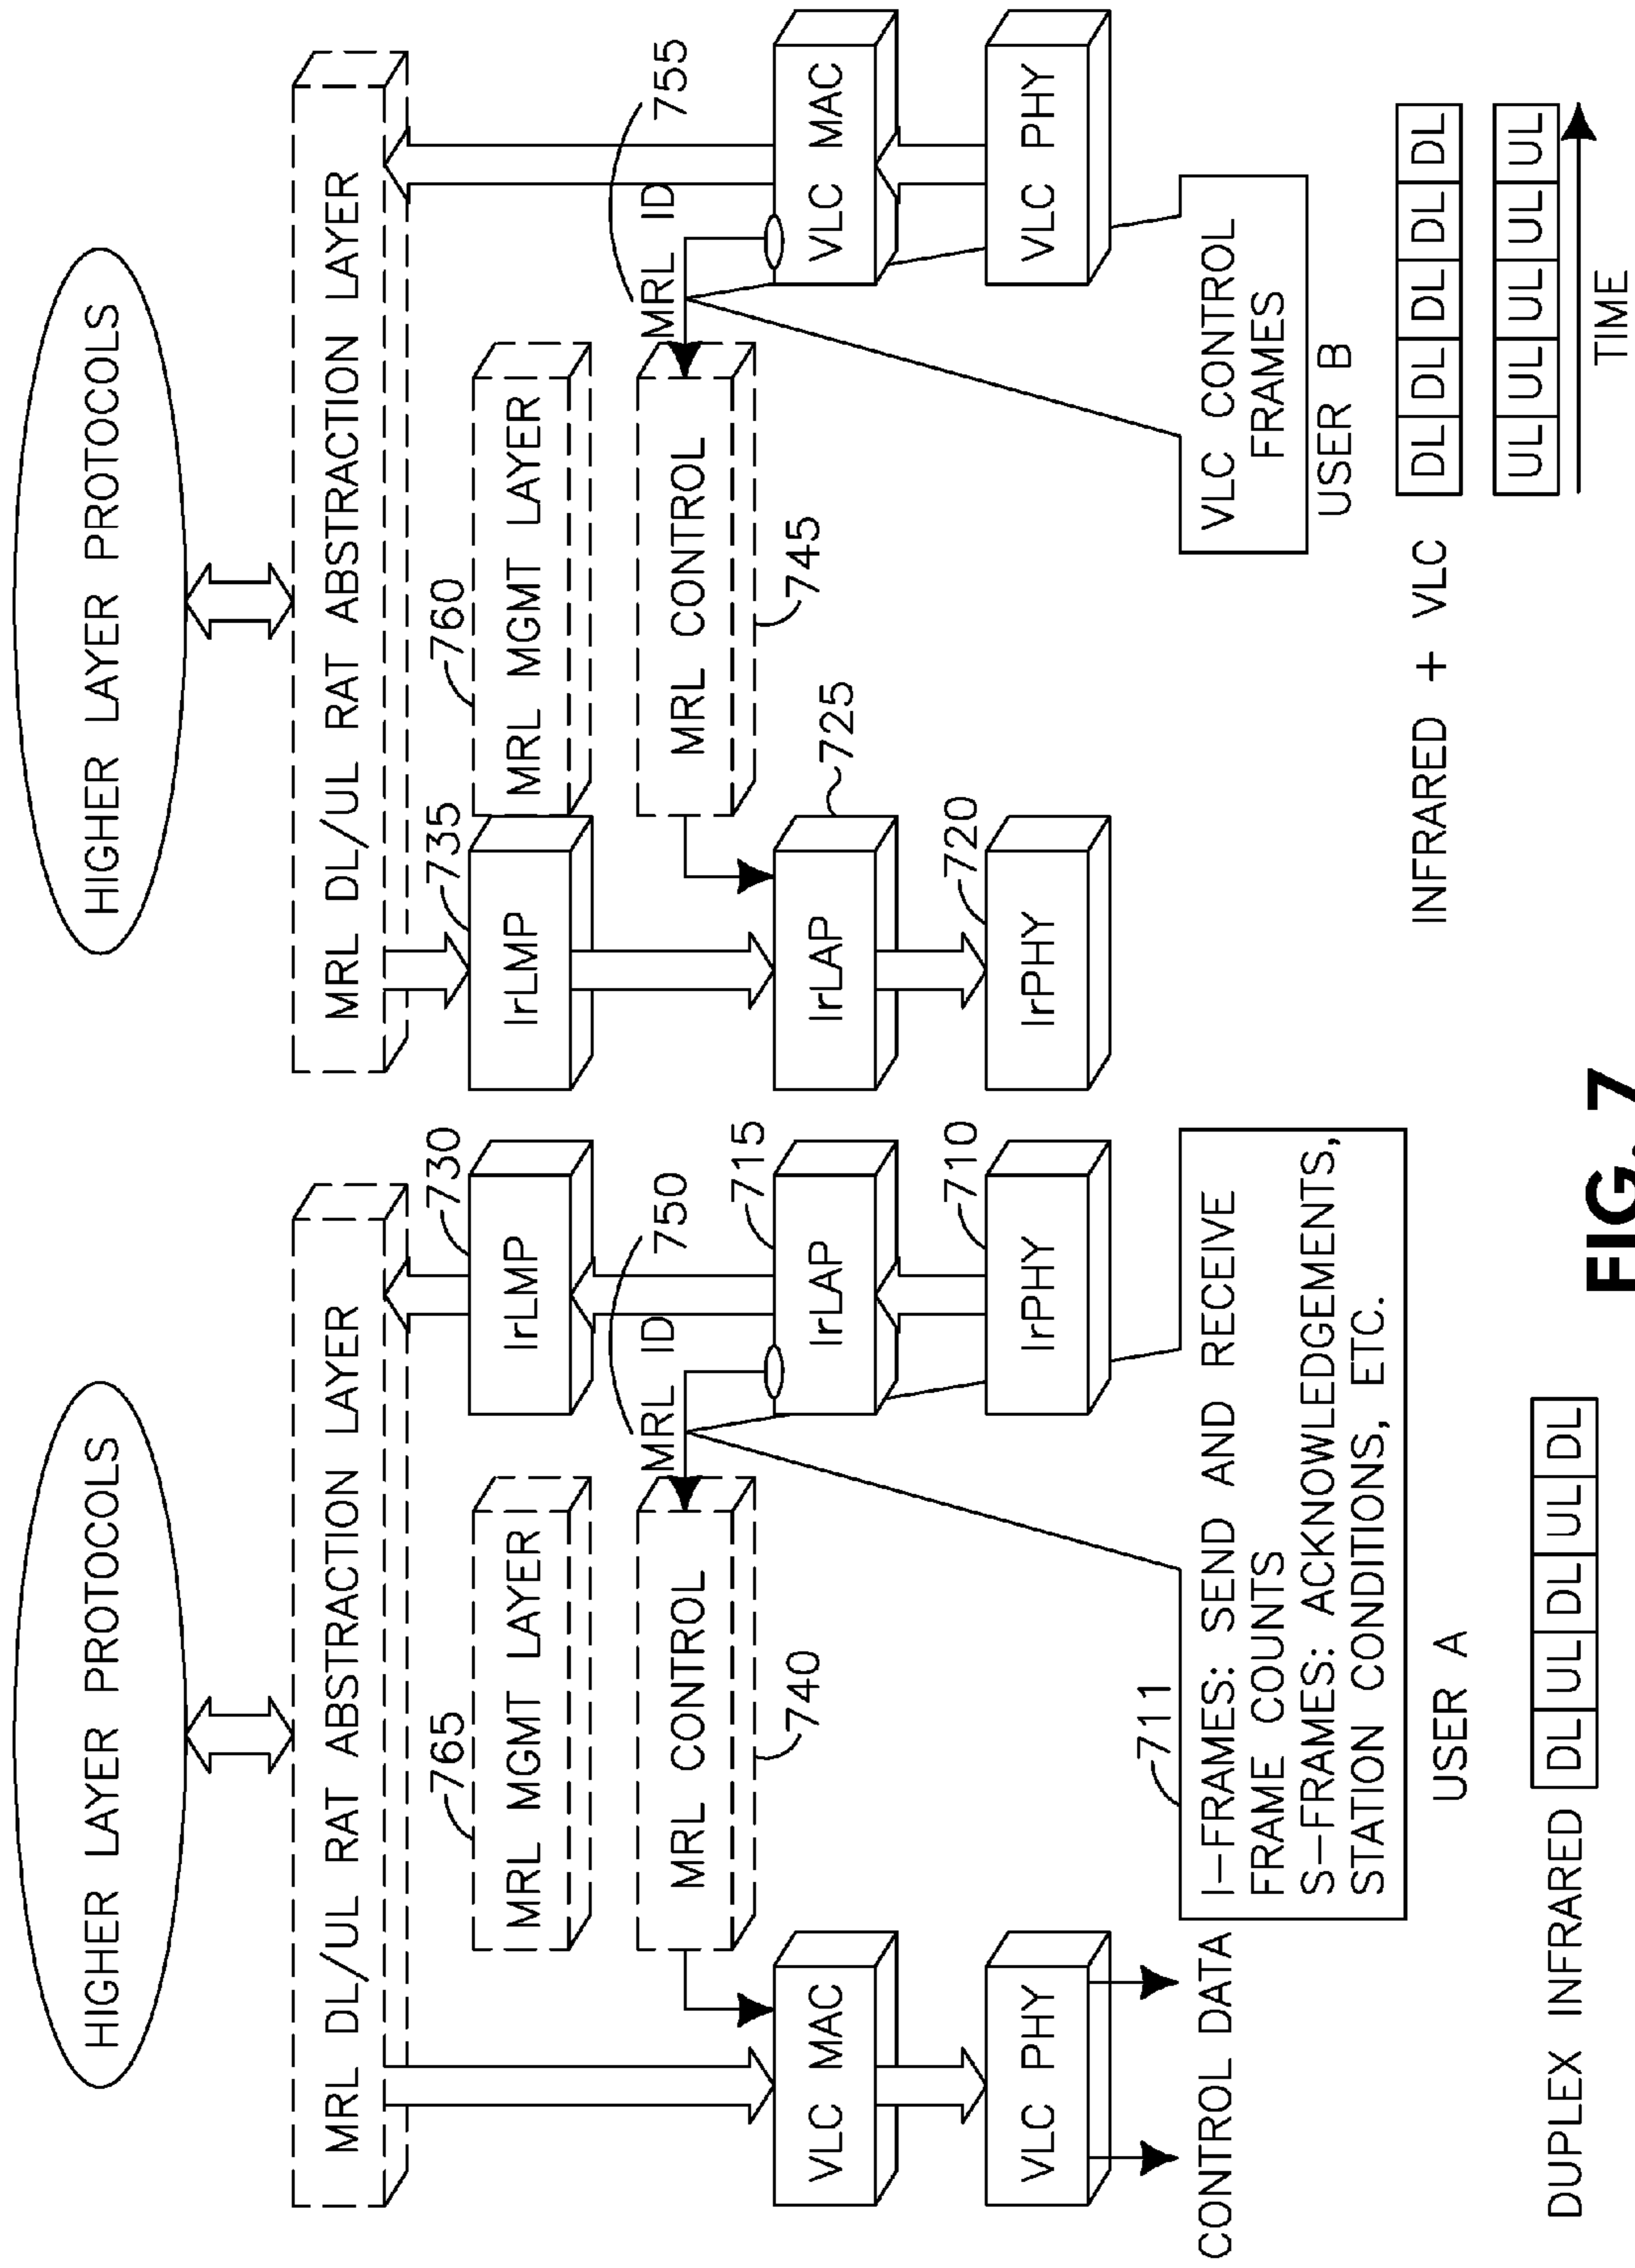 HIGHER LAYER PROTOCOLS
MRL DL/UL RAT ABSTRACTION LAYER
765
MRL MGMT LAYER
730
IrLMP
MRL CONTROL
740
MRL ID
750
VLC MAC
715
IrLAP
VLC PHY
710
IrPHY
CONTROL DATA
711
I-FRAMES: SEND AND RECEIVE
FRAME COUNTS
S-FRAMES: ACKNOWLEDGEMENTS,
STATION CONDITIONS, ETC.
USER A
DUPLEX INFRARED
DL UL DL UL DL
HIGHER LAYER PROTOCOLS
MRL DL/UL RAT ABSTRACTION LAYER
735
IrLMP
760
MRL MGMT LAYER
MRL CONTROL
745
MRL ID
755
725
IrLAP
VLC MAC
720
IrPHY
VLC PHY
VLC CONTROL
FRAMES
USER B
INFRARED + VLC
DL DL DL DL DL
UL UL UL UL UL
TIME
FIG. 7